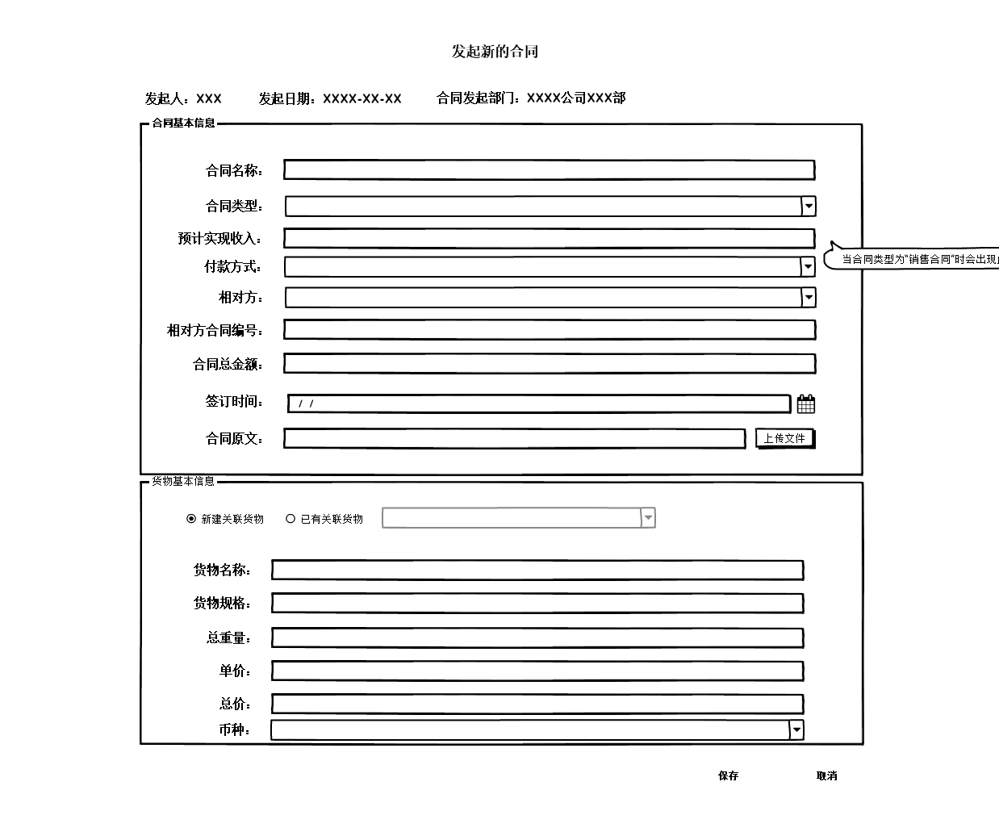 发起新的合同
发起人：XXX 发起日期：XXXX-XX-XX 合同发起部门：XXXX公司XXX部
合同基本信息
合同名称：
合同类型：
预计实现收入：
当合同类型为“销售合同”时会出现
付款方式：
相对方：
相对方合同编号：
合同总金额：
签订时间： / /
合同原文： 上传文件
货物基本信息
新建关联货物 已有关联货物
货物名称：
货物规格：
总重量：
单价：
总价：
币种：
保存 取消